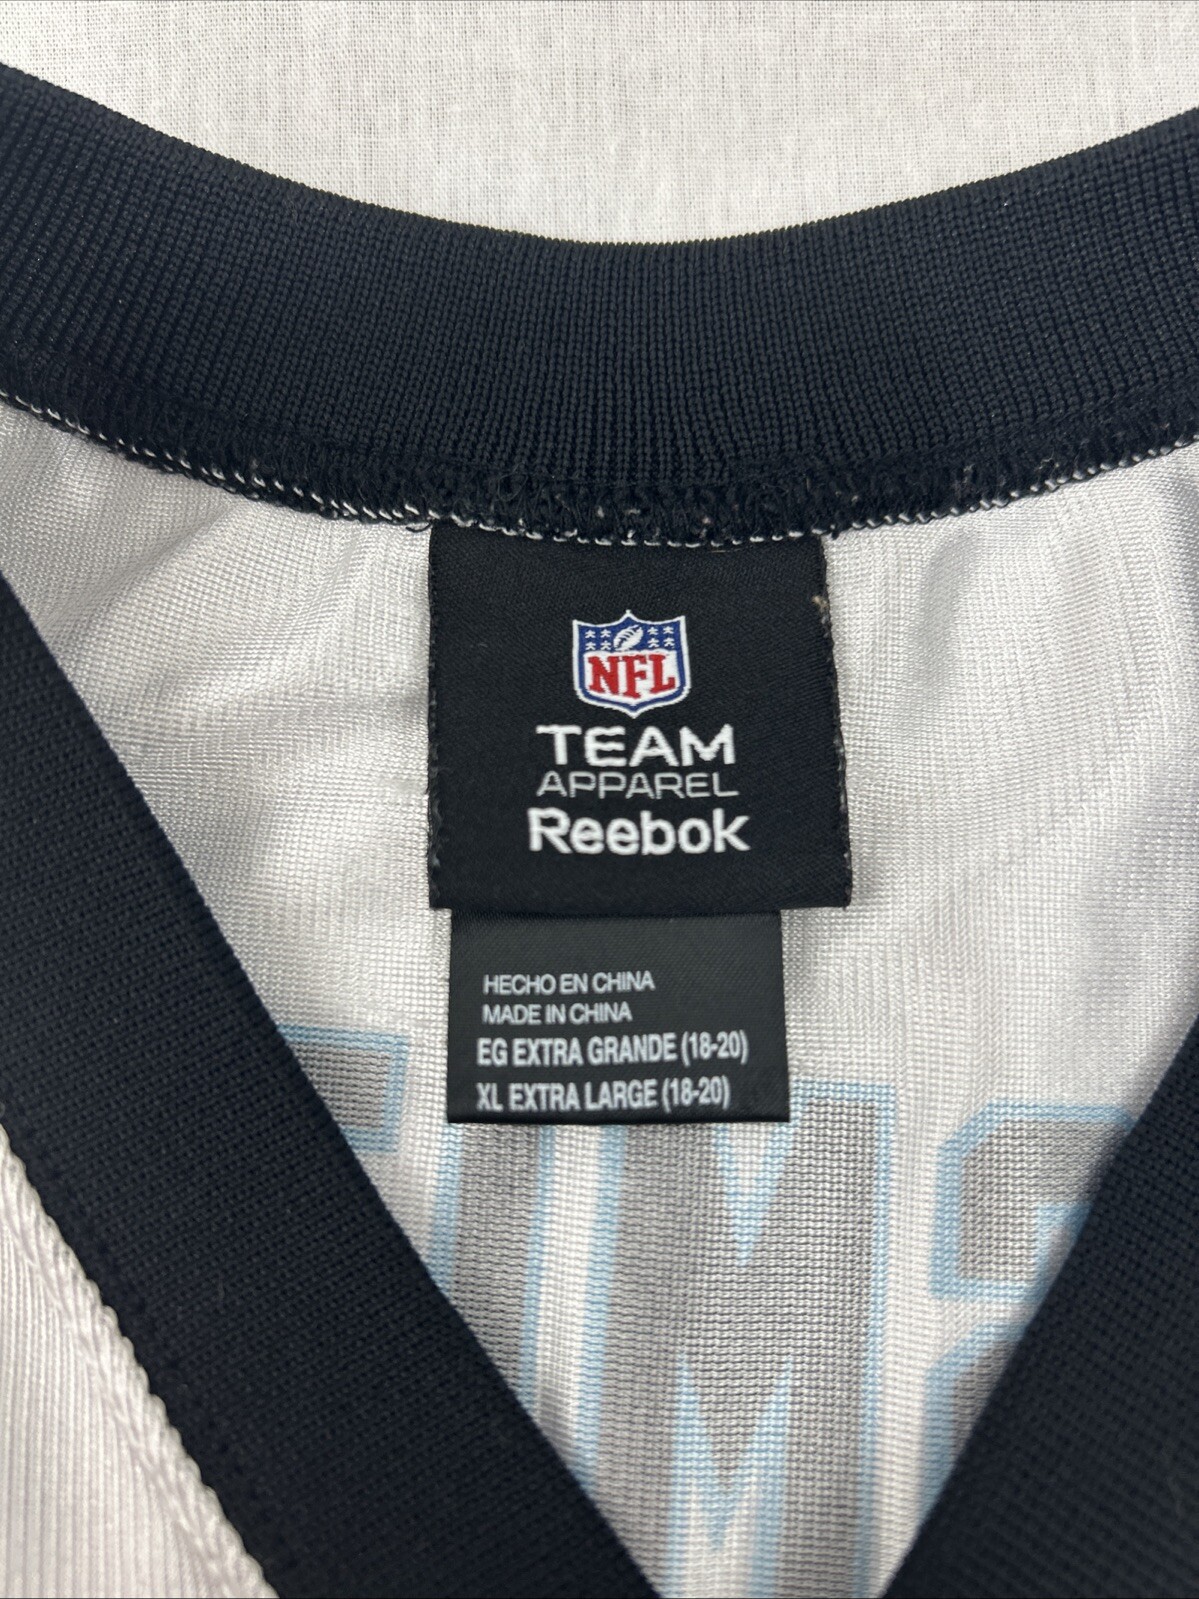 NFL
TEAM
APPAREL
Reebok
HECHO EN CHINA
MADE IN CHINA
EG EXTRA GRANDE (18-20)
XL EXTRA LARGE (18-20)